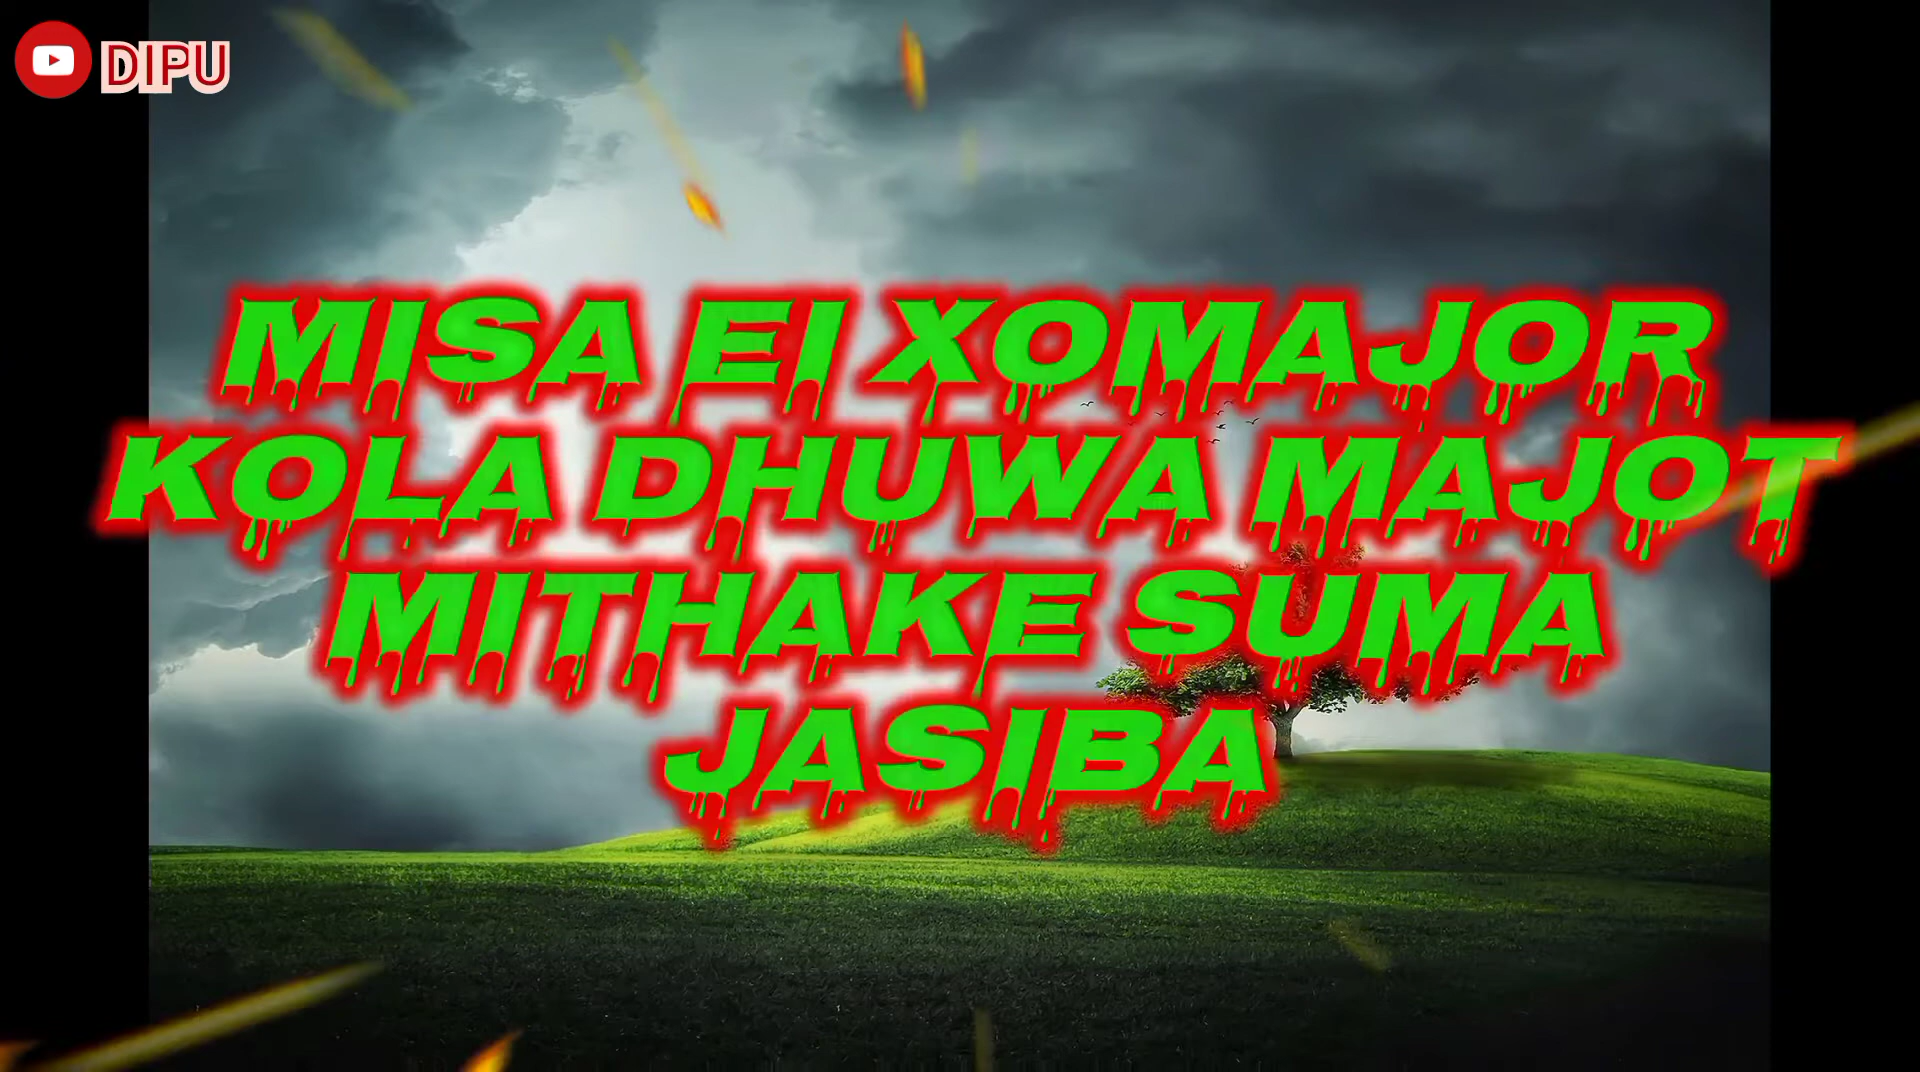 DIPU
MISA EI XOMAJOR
KOLA DHUWA MAJOT
MITHAKE SUMA
JASIBA